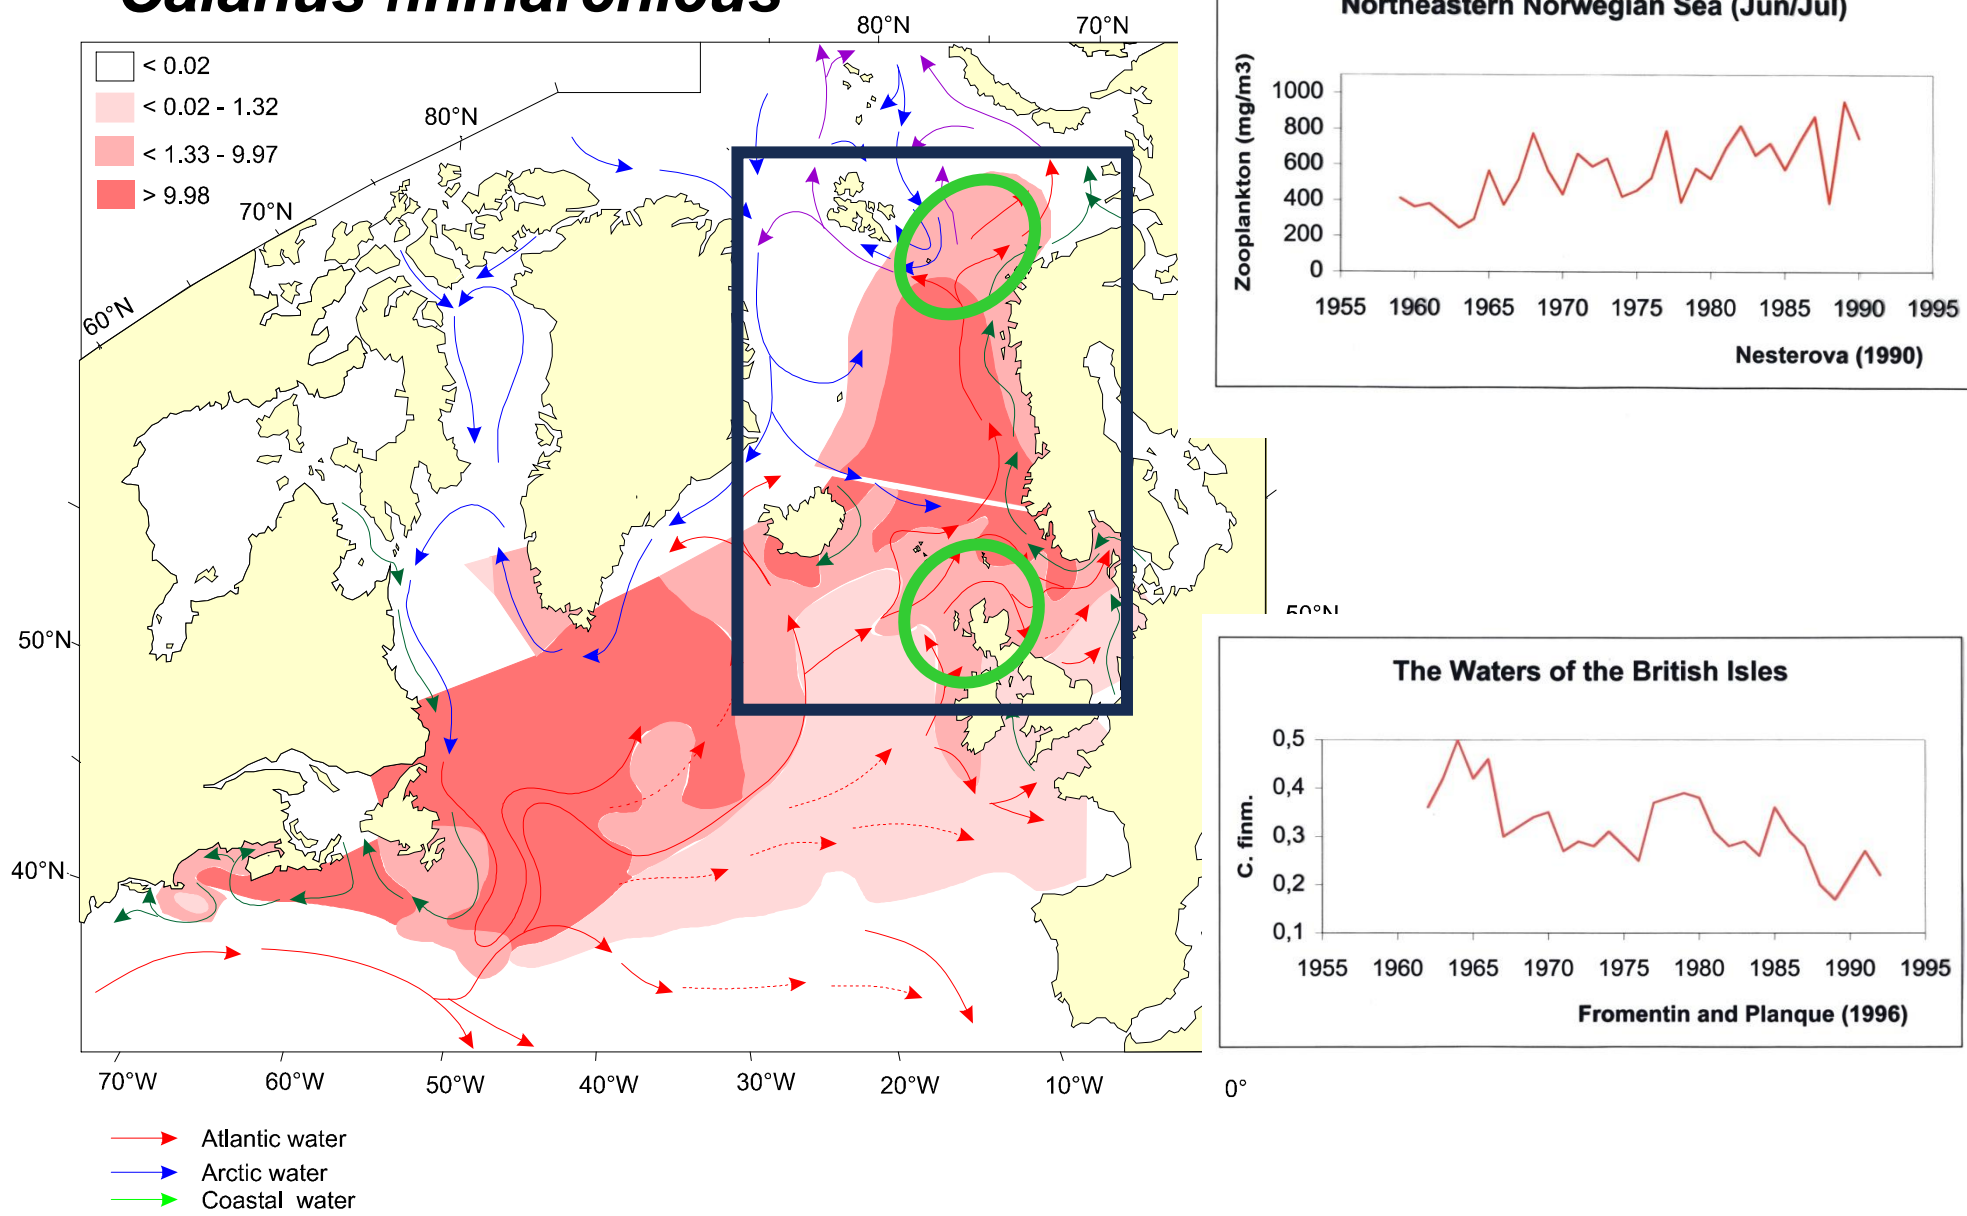 Calanus finmarchicus
80°N
70°N
< 0.02
< 0.02 - 1.32
< 1.33 - 9.97
> 9.98
80°N
70°N
60°N
50°N
40°N
50°N
70°W
60°W
50°W
40°W
30°W
20°W
10°W
0°
Atlantic water
Arctic water
Coastal water
Northeastern Norwegian Sea (Jun/Jul)
Zooplankton (mg/m3)
1000
800
600
400
200
0
1955 1960 1965 1970 1975 1980 1985 1990 1995
Nesterova (1990)
The Waters of the British Isles
C. finm.
0,5
0,4
0,3
0,2
0,1
1955 1960 1965 1970 1975 1980 1985 1990 1995
Fromentin and Planque (1996)